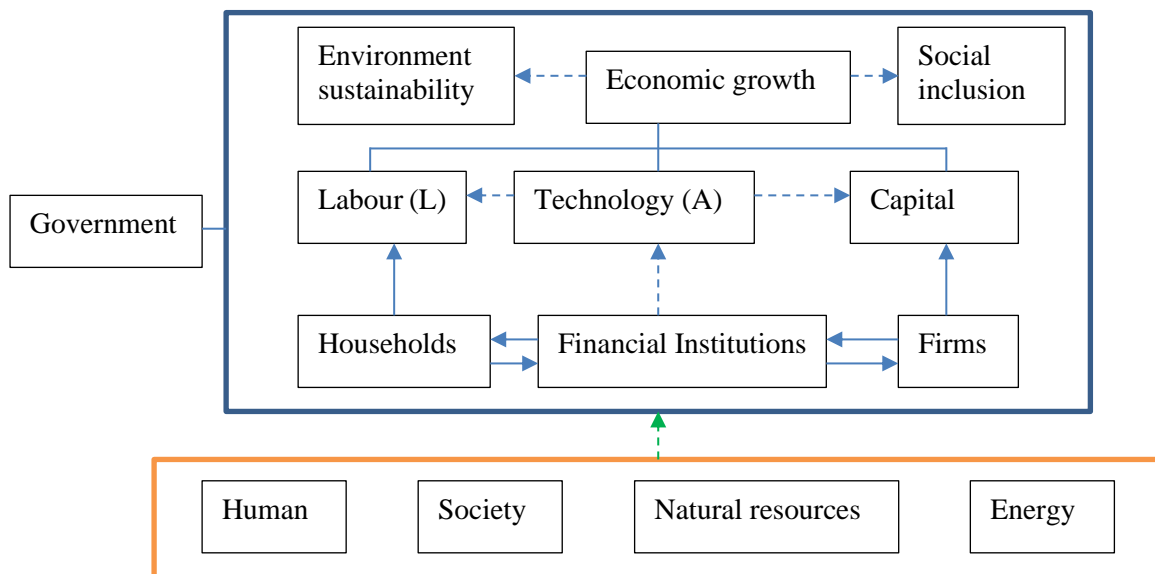 Environment
sustainability
Economic growth
Social
inclusion
Government
Labour (L)
Technology (A)
Capital
Households
Financial Institutions
Firms
Human
Society
Natural resources
Energy